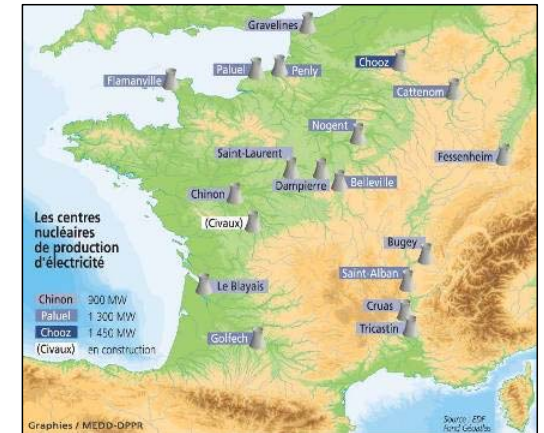 Gravelines
Flamanville
Paluel
Penly
Chooz
Cattenom
Nogent
Saint-Laurent
Fessenheim
Dampierre
Belleville
Chinon
(Civaux)
Les centres
nucléaires
de production
d'électricité
Bugey
Saint-Alban
Le Blayais
Cruas
Tricastin
Golfech
Chinon 900 MW
Paluel 1 300 MW
Chooz 1 450 MW
(Civaux) en construction
Graphies / MEDD-DPPR
Source : EDF
Fond Géoatlas